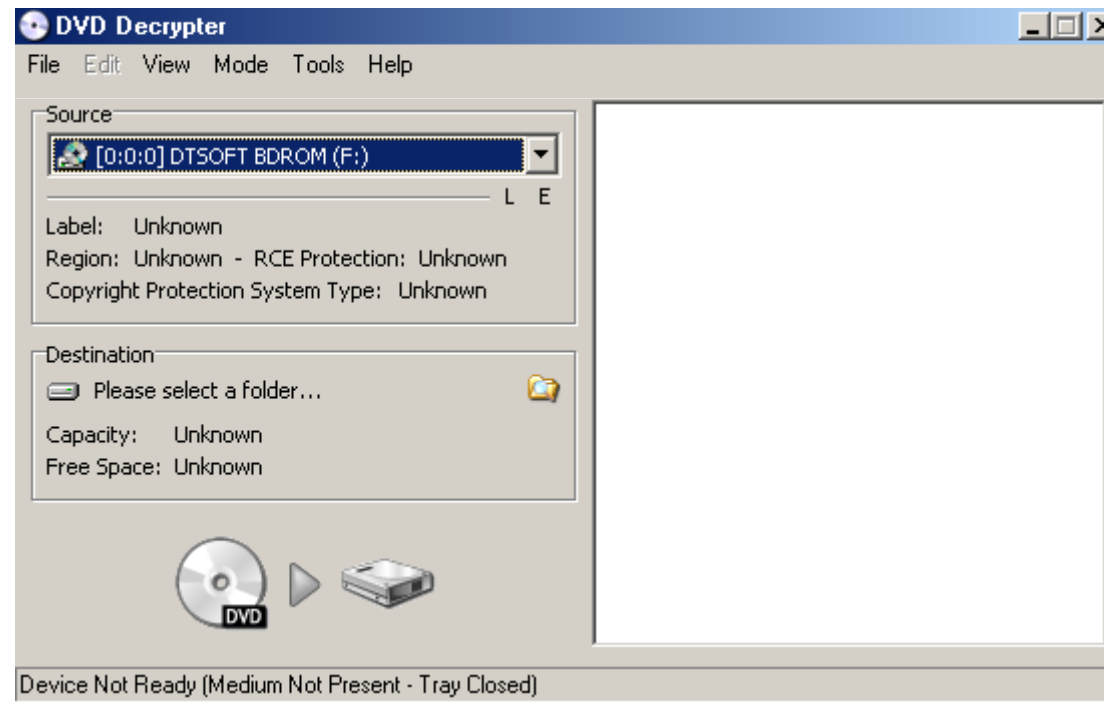 DVD Decrypter
File Edit View Mode Tools Help
Source
[0:0:0] DTSOFT BDROM (F:)
L E
Label: Unknown
Region: Unknown - RCE Protection: Unknown
Copyright Protection System Type: Unknown
Destination
Please select a folder...
Capacity: Unknown
Free Space: Unknown
DVD
Device Not Ready (Medium Not Present - Tray Closed)